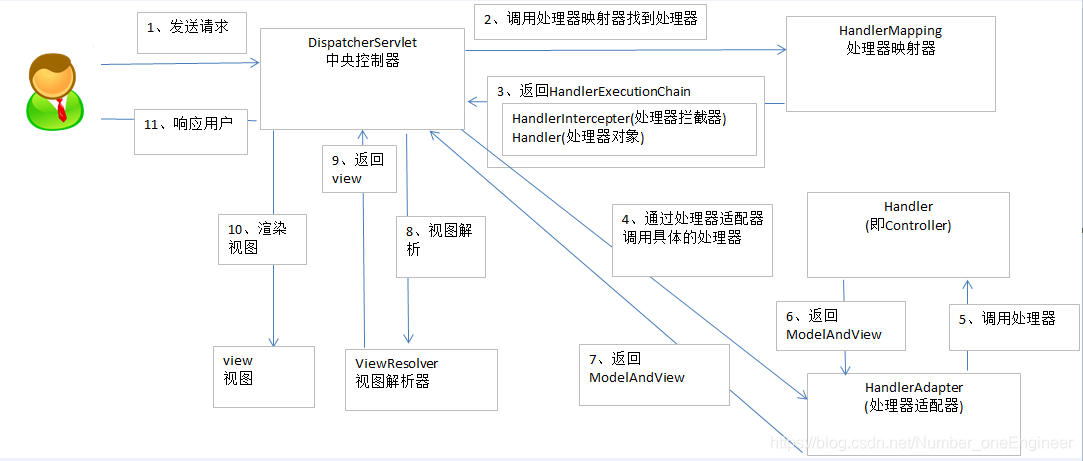 1、发送请求
2、调用处理器映射器找到处理器
DispatcherServlet
中央控制器
HandlerMapping
处理器映射器
3、返回HandlerExecutionChain
HandlerIntercepter(处理器拦截器)
Handler(处理器对象)
11、响应用户
9、返回
view
10、渲染
视图
8、视图解
析
4、通过处理器适配器
调用具体的处理器
Handler
(即Controller)
6、返回
ModelAndView
5、调用处理器
7、返回
ModelAndView
view
视图
ViewResolver
视图解析器
HandlerAdapter
(处理器适配器)
https://blog.csdn.net/Number_oneEngineer